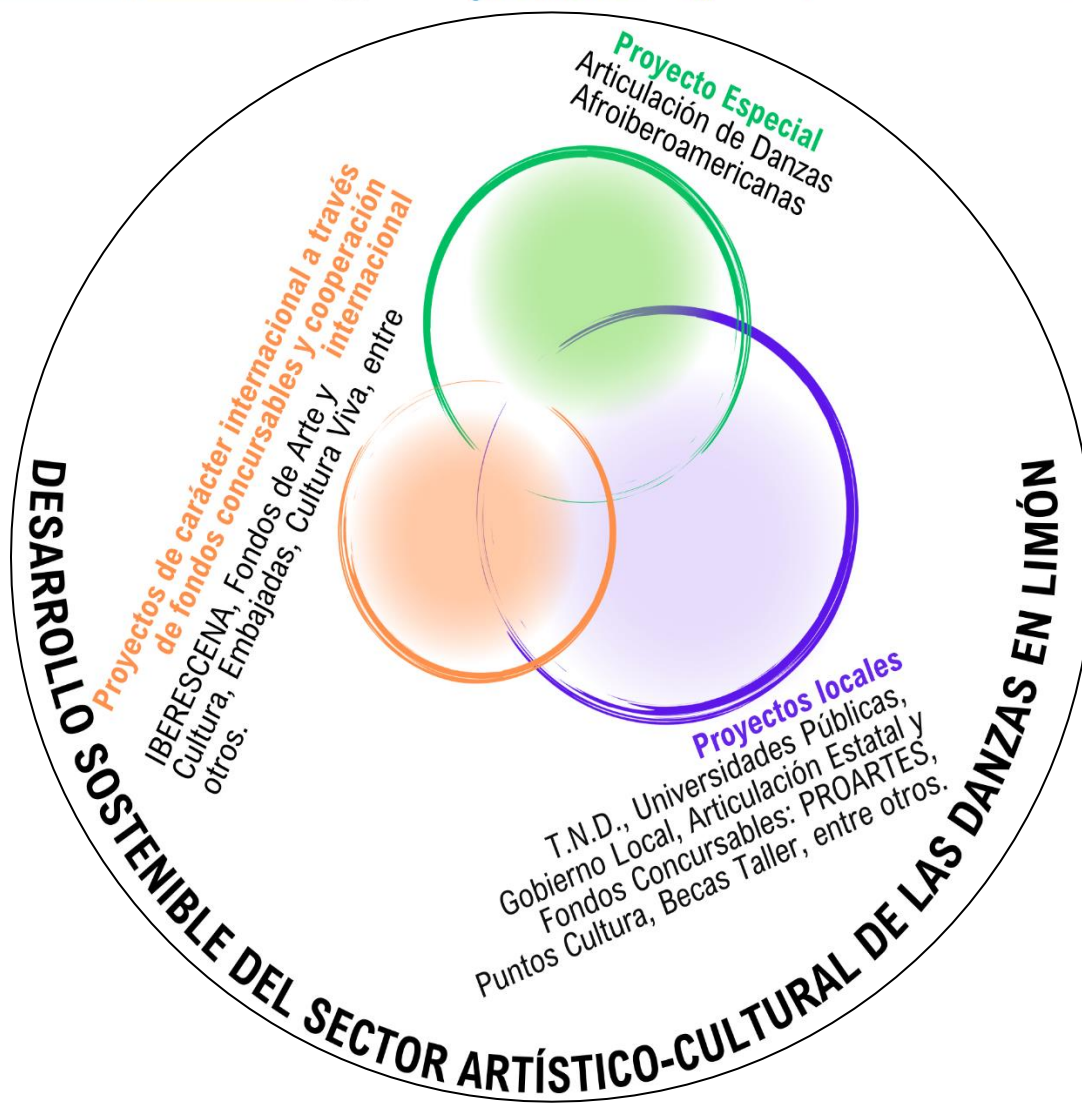 Proyecto Especial
Articulación de Danzas
Afroiberoamericanas
Proyectos de carácter internacional a través
de fondos concursables y cooperación
internacional
IBERESCENA, Fondos de Arte y
Cultura, Embajadas, Cultura Viva, entre
otros.
Proyectos locales
T.N.D., Universidades Públicas,
Gobierno Local, Articulación Estatal y
Fondos Concursables: PROARTES,
Puntos Cultura, Becas Taller, entre otros.
DESARROLLO SOSTENIBLE DEL SECTOR ARTÍSTICO-CULTURAL DE LAS DANZAS EN LIMÓN